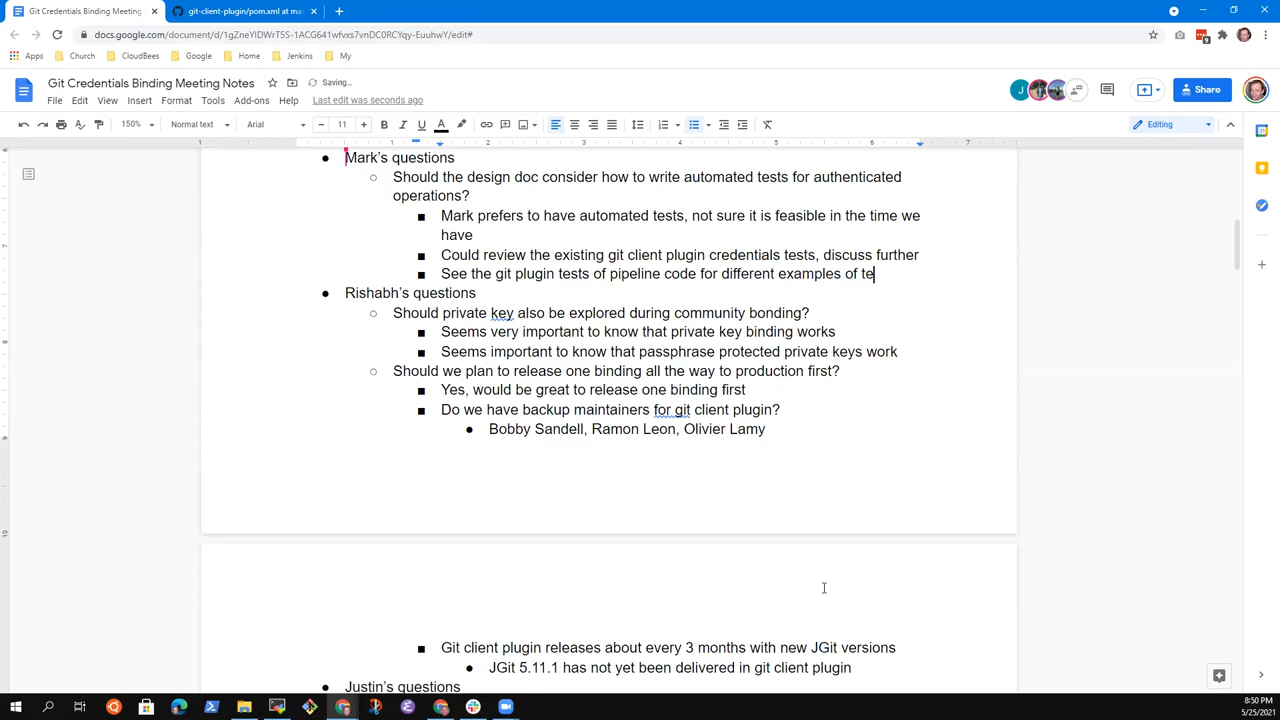 Git Credentials Binding Meeting
git-client-plugin/pom.xml at ma
docs.google.com/document/d/1gZneYIDWrT5S-1ACG641wfvxs7vnDC0RCYqy-EuuhwY/edit#
9
Apps
Church
CloudBees
Google
Home
Jenkins
My
Git Credentials Binding Meeting Notes
Saving...
File Edit View Insert Format Tools Add-ons Help Last edit was seconds ago
J
Share
150% Normal text Arial 11
Editing
1 1 2 3 4 5 6 7
Mark's questions
Should the design doc consider how to write automated tests for authenticated
operations?
Mark prefers to have automated tests, not sure it is feasible in the time we
have
Could review the existing git client plugin credentials tests, discuss further
See the git plugin tests of pipeline code for different examples of te
Rishabh's questions
Should private key also be explored during community bonding?
Seems very important to know that private key binding works
Seems important to know that passphrase protected private keys work
Should we plan to release one binding all the way to production first?
Yes, would be great to release one binding first
Do we have backup maintainers for git client plugin?
Bobby Sandell, Ramon Leon, Olivier Lamy
Git client plugin releases about every 3 months with new JGit versions
JGit 5.11.1 has not yet been delivered in git client plugin
Justin's questions
8:50 PM
5/25/2021